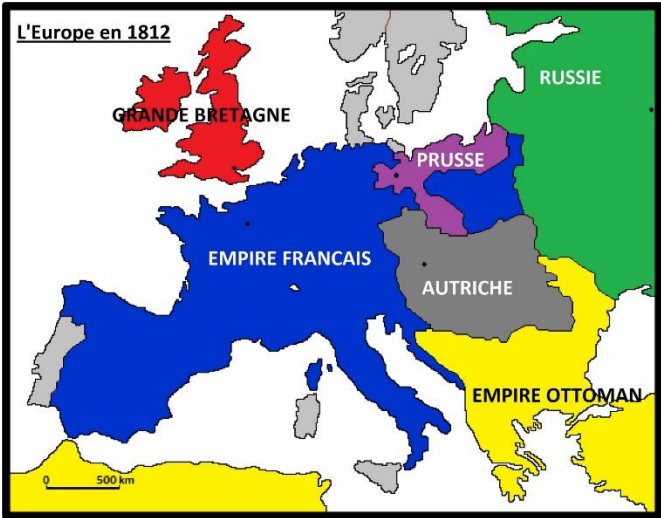 L'Europe en 1812
RUSSIE
GRANDE BRETAGNE
PRUSSE
EMPIRE FRANCAIS
AUTRICHE
EMPIRE OTTOMAN
0 500 km